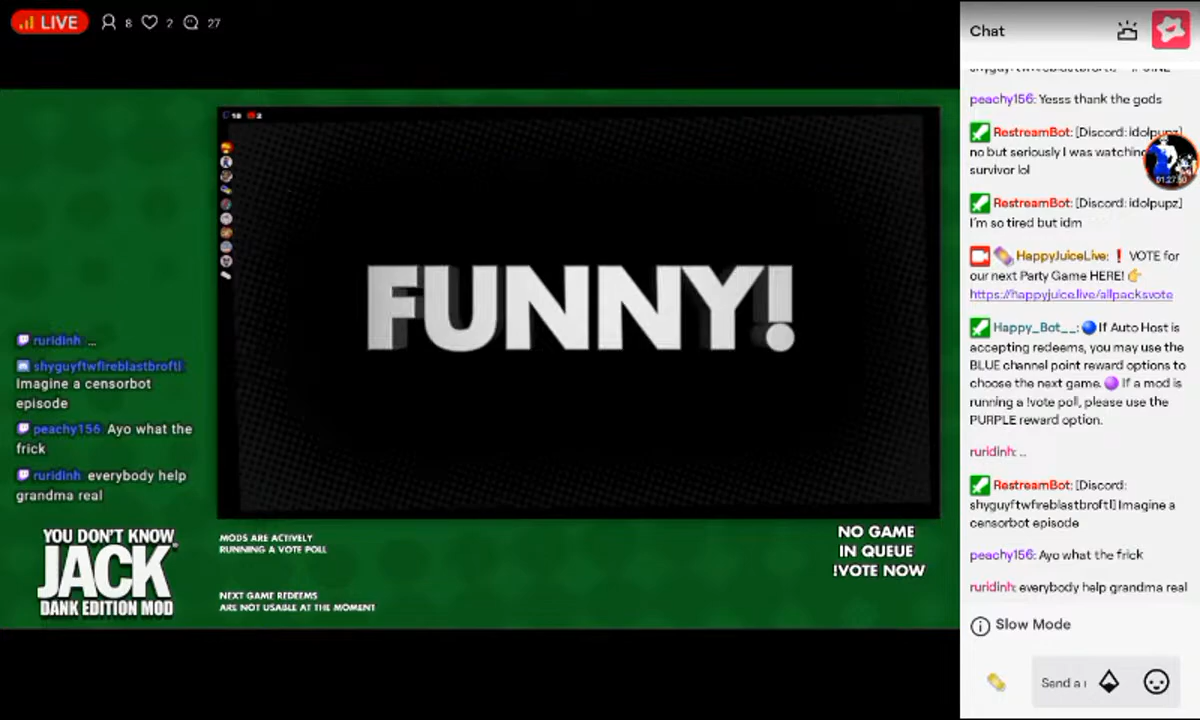 LIVE 8 2 27
18 2
FUNNY!
ruridinh ...
shyguyftwfireblastbroftl:
Imagine a censorbot
episode
peachy156 Ayo what the
frick
ruridinh everybody help
grandma real
YOU DON'T KNOW
JACK
DANK EDITION MOD
MODS ARE ACTIVELY
RUNNING A VOTE POLL
NEXT GAME REDEEMS
ARE NOT USABLE AT THE MOMENT
NO GAME
IN QUEUE
!VOTE NOW
Chat
peachy156: Yesss thank the gods
RestreamBot: [Discord: idolpupz]
no but seriously I was watching
survivor lol
RestreamBot: [Discord: idolpupz]
I'm so tired but idm
HappyJuiceLive: ❗ VOTE for
our next Party Game HERE! 👉
https://happyjuice.live/allpacksvote
Happy_Bot__: 🔵 If Auto Host is
accepting redeems, you may use the
BLUE channel point reward options to
choose the next game. 🟣 If a mod is
running a !vote poll, please use the
PURPLE reward option.
ruridinh: ..
RestreamBot: [Discord:
shyguyftwfireblastbroftl] Imagine a
censorbot episode
peachy156: Ayo what the frick
ruridinh: everybody help grandma real
Slow Mode
Send a